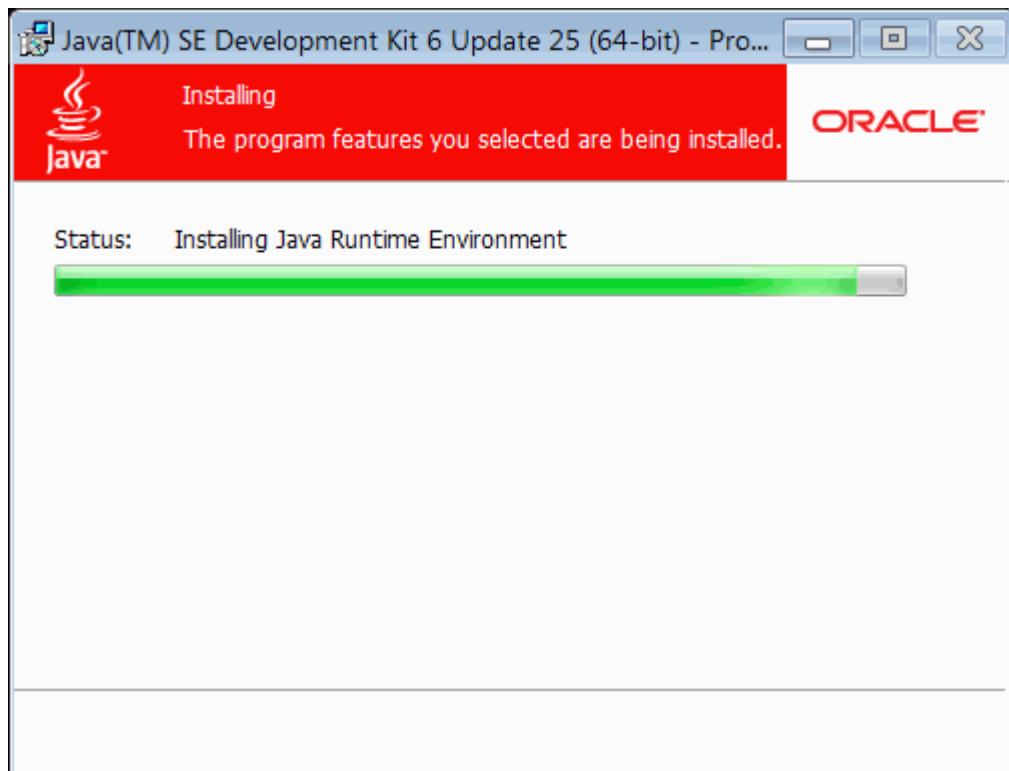 Java(TM) SE Development Kit 6 Update 25 (64-bit) - Pro...
Installing
The program features you selected are being installed.
Java™
ORACLE®
Status: Installing Java Runtime Environment